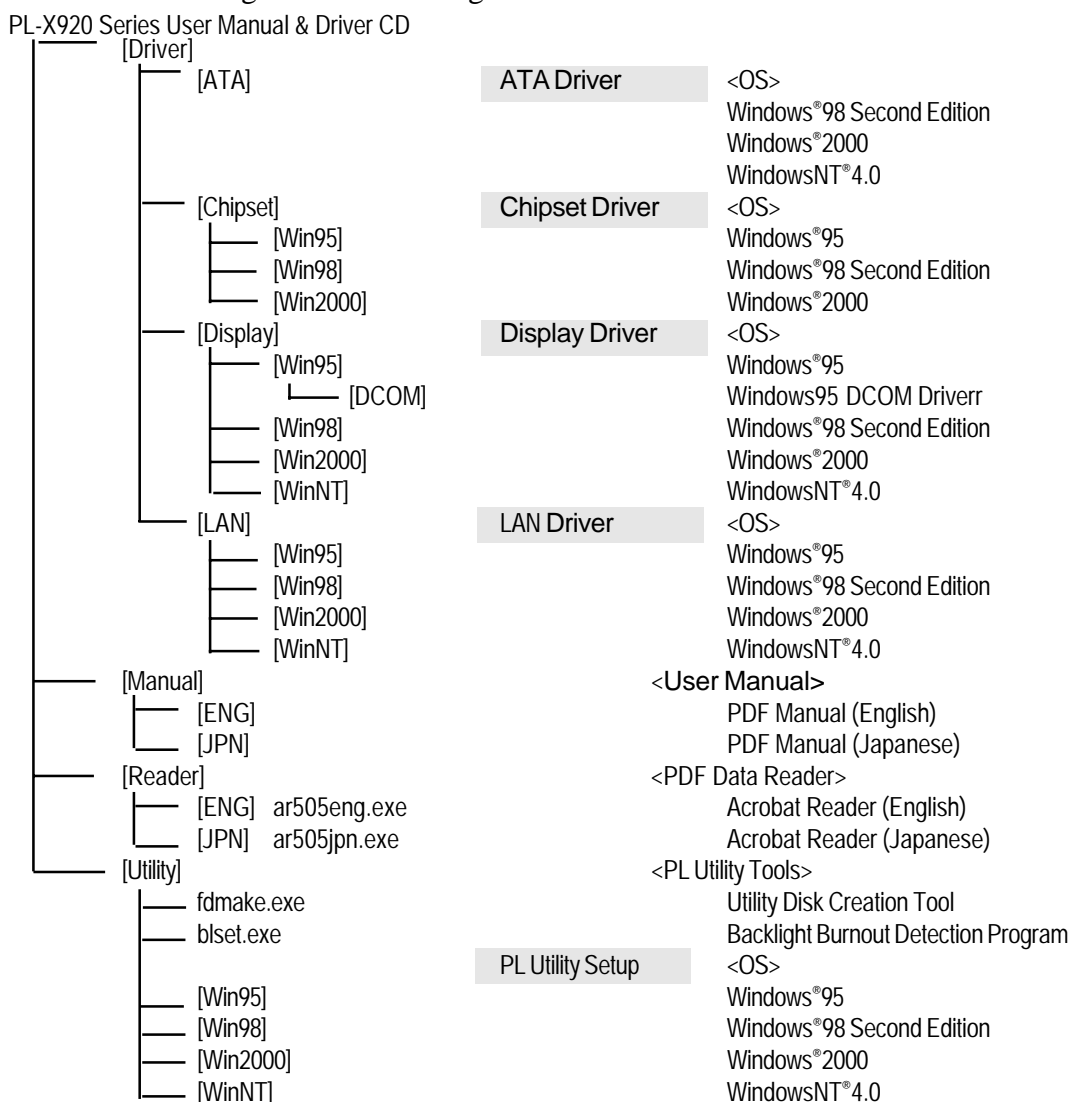 PL-X920 Series User Manual & Driver CD
[Driver]
[ATA] ATA Driver <OS>
Windows®98 Second Edition
Windows®2000
WindowsNT®4.0
[Chipset] Chipset Driver <OS>
[Win95] Windows®95
[Win98] Windows®98 Second Edition
[Win2000] Windows®2000
[Display] Display Driver <OS>
[Win95] Windows®95
[DCOM] Windows95 DCOM Driverr
[Win98] Windows®98 Second Edition
[Win2000] Windows®2000
[WinNT] WindowsNT®4.0
[LAN] LAN Driver <OS>
[Win95] Windows®95
[Win98] Windows®98 Second Edition
[Win2000] Windows®2000
[WinNT] WindowsNT®4.0
[Manual] <User Manual>
[ENG] PDF Manual (English)
[JPN] PDF Manual (Japanese)
[Reader] <PDF Data Reader>
[ENG] ar505eng.exe Acrobat Reader (English)
[JPN] ar505jpn.exe Acrobat Reader (Japanese)
[Utility] <PL Utility Tools>
fdmake.exe Utility Disk Creation Tool
blset.exe Backlight Burnout Detection Program
PL Utility Setup <OS>
[Win95] Windows®95
[Win98] Windows®98 Second Edition
[Win2000] Windows®2000
[WinNT] WindowsNT®4.0